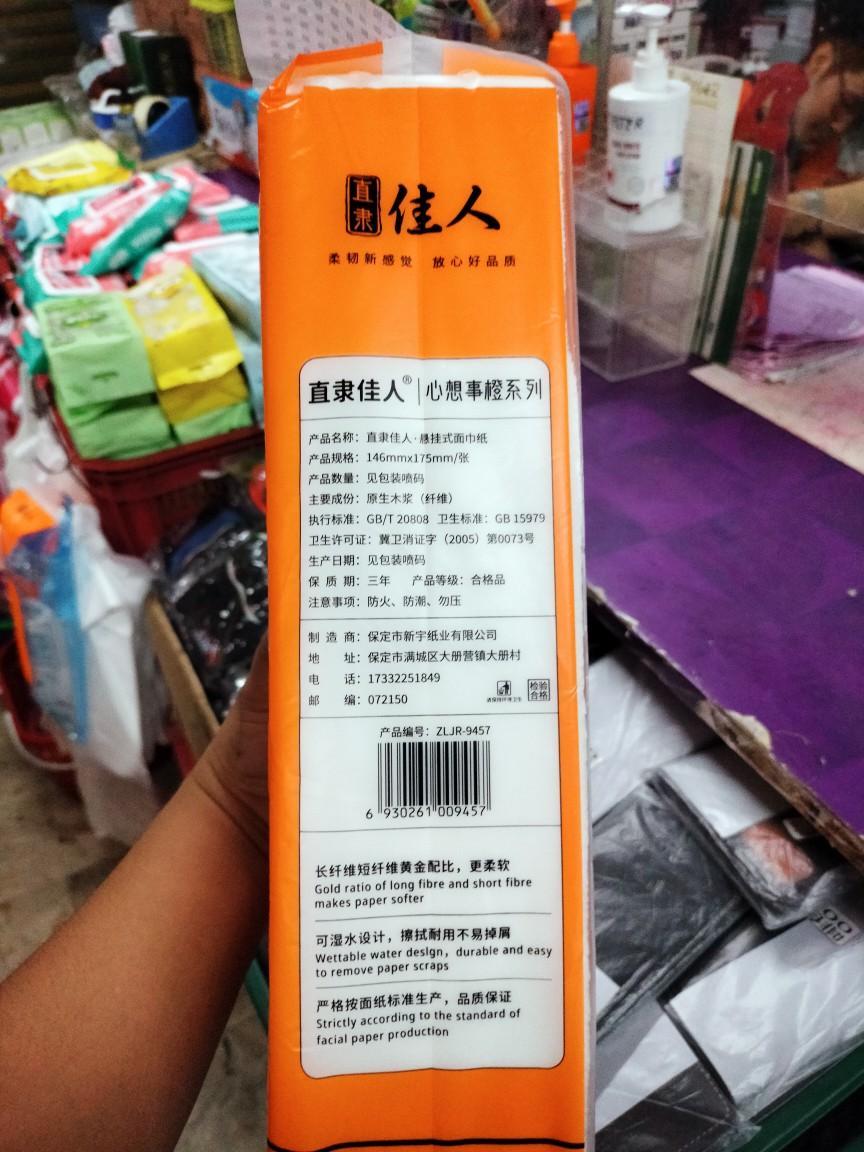 直隶
佳人
柔韧新感觉 放心好品质
直隶佳人® 心想事橙系列
产品名称：直隶佳人·悬挂式面巾纸
产品规格：146mmx175mm/张
产品数量：见包装喷码
主要成份：原生木浆（纤维）
执行标准：GB/T 20808 卫生标准：GB 15979
卫生许可证：冀卫消证字（2005）第0073号
生产日期：见包装喷码
保质期：三年 产品等级：合格品
注意事项：防火、防潮、勿压
制造商：保定市新宇纸业有限公司
地址：保定市满城区大册营镇大册村
电话：17332251849
邮编：072150
请保持环境卫生
检验
合格
产品编号：ZLJR-9457
6 930261 009457
长纤维短纤维黄金配比，更柔软
Gold ratio of long fibre and short fibre
makes paper softer
可湿水设计，擦拭耐用不易掉屑
Wettable water design, durable and easy
to remove paper scraps
严格按面纸标准生产，品质保证
Strictly according to the standard of
facial paper production